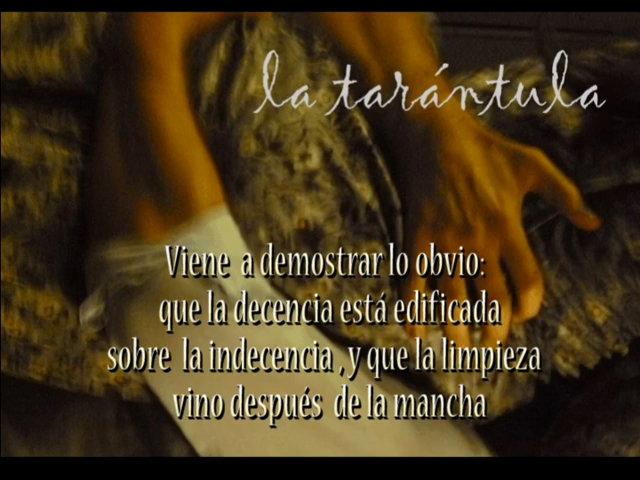 la tarántula
Viene a demostrar lo obvio:
que la decencia está edificada
sobre la indecencia , y que la limpieza
vino después de la mancha